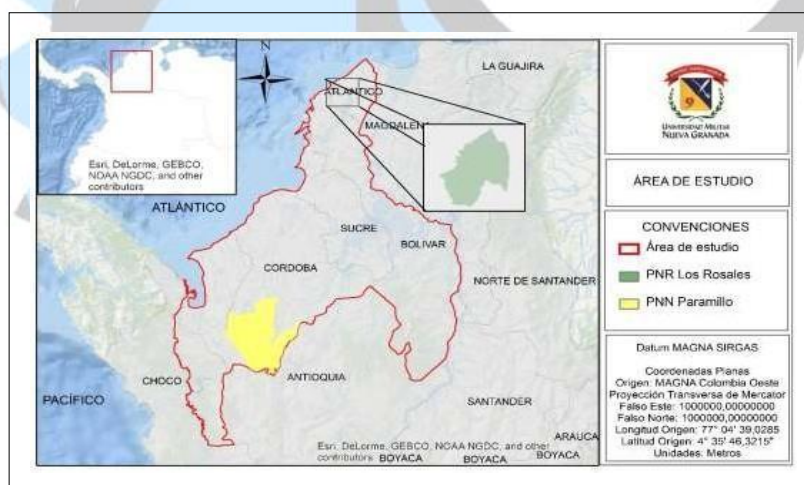 N
LA GUAJIRA
ATLANTICO
MAGDALENA
Esri, DeLorme, GEBCO,
NOAA NGDC, and other
contributors
ATLÁNTICO
SUCRE
BOLIVAR
CORDOBA
NORTE DE SANTANDER
CHOCO
ANTIOQUIA
PACÍFICO
SANTANDER
ARAUCA
Esri, DeLorme, GEBCO, NOAA NGDC, and other
contributors BOYACA BOYACA BOYACA
9
UNIVERSIDAD MILITAR
NUEVA GRANADA
ÁREA DE ESTUDIO
CONVENCIONES
Área de estudio
PNR Los Rosales
PNN Paramillo
Datum MAGNA SIRGAS
Coordenadas Planas
Origen: MAGNA Colombia Oeste
Proyección Transversa de Mercator
Falso Este: 1000000,00000000
Falso Norte: 1000000,00000000
Longitud Origen: 77° 04' 39,0285
Latitud Origen: 4° 35' 46,3215"
Unidades: Metros